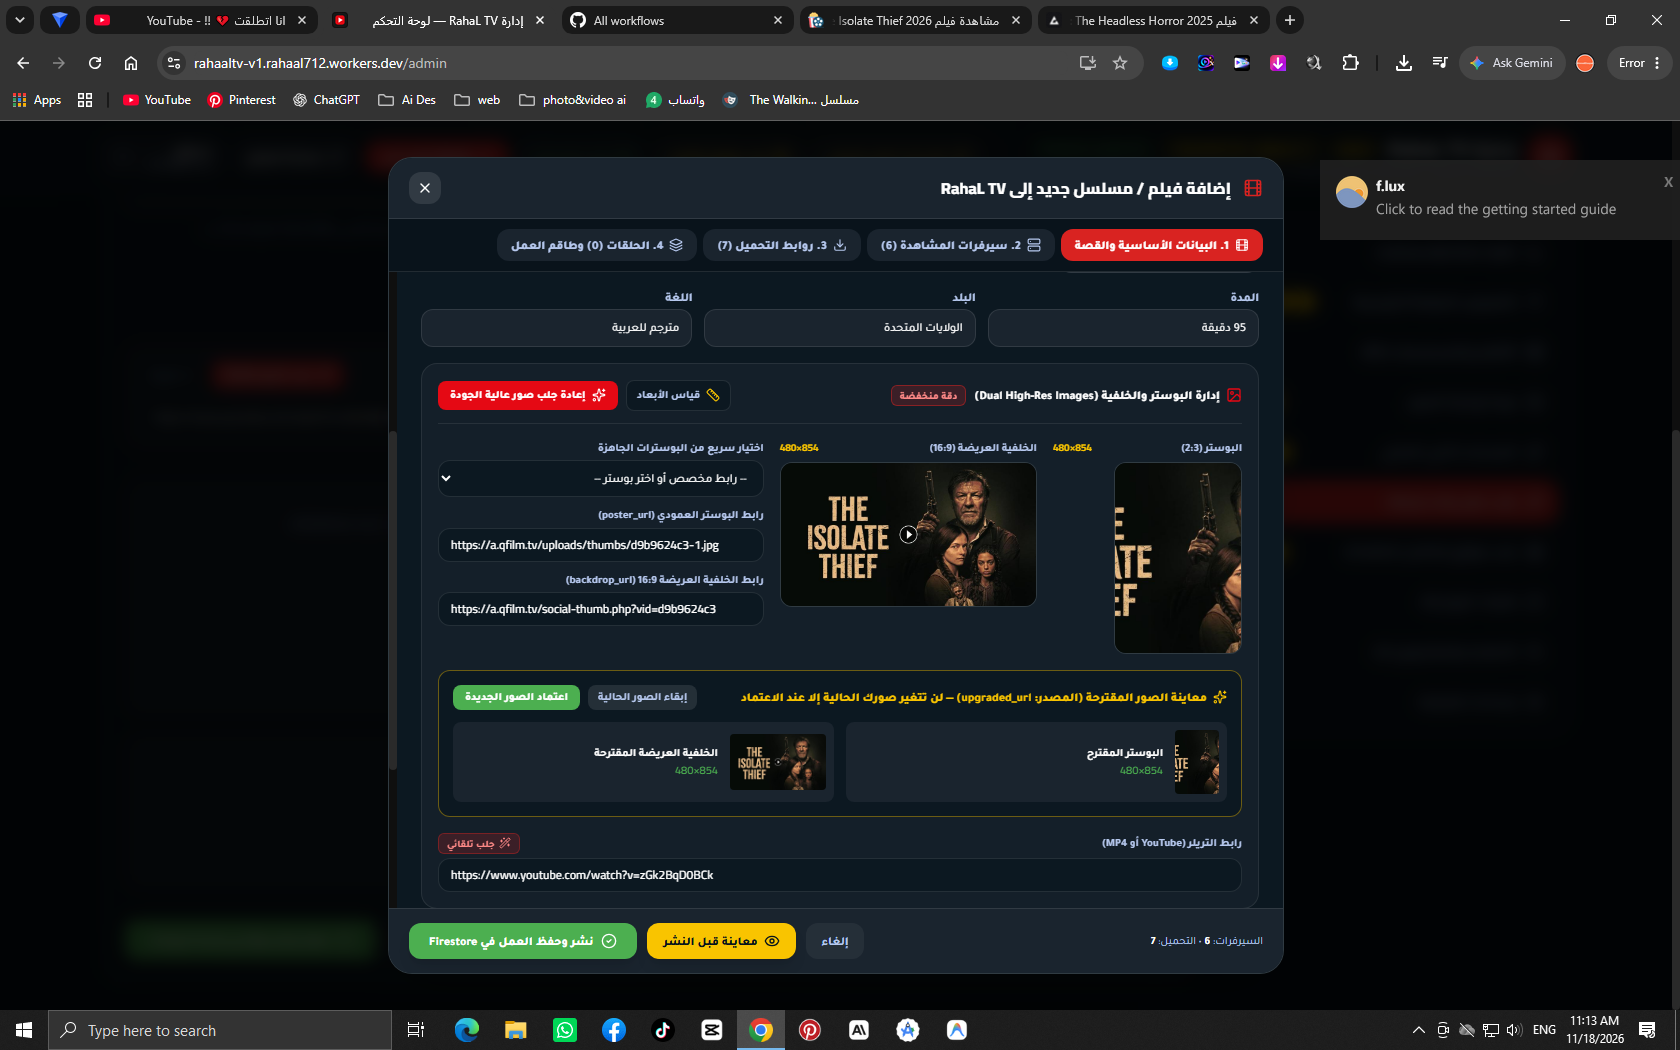 YouTube - !! 💔 انا اتطلقت
إدارة RahaL TV — لوحة التحكم
All workflows
مشاهدة فيلم Isolate Thief 2026
فيلم The Headless Horror 2025
rahaaltv-v1.rahaal712.workers.dev/admin
Ask Gemini
Error
Apps
YouTube
Pinterest
ChatGPT
Ai Des
web
photo&video ai
واتساب
مسلسل The Walkin...
f.lux
X
Click to read the getting started guide
إضافة فيلم / مسلسل جديد إلى RahaL TV
1. البيانات الأساسية والقصة
2. سيرفرات المشاهدة (6)
3. روابط التحميل (7)
4. الحلقات (0) وطاقم العمل
المدة
البلد
اللغة
95 دقيقة
الولايات المتحدة
مترجم للعربية
إدارة البوستر والخلفية (Dual High-Res Images)
دقة منخفضة
قياس الأبعاد
إعادة جلب صور عالية الجودة
البوستر (2:3)
480×854
الخلفية العريضة (16:9)
480×854
اختيار سريع من البوسترات الجاهزة
-- رابط مخصص أو اختر بوستر --
رابط البوستر العمودي (poster_url)
https://a.qfilm.tv/uploads/thumbs/d9b9624c3-1.jpg
رابط الخلفية العريضة 16:9 (backdrop_url)
https://a.qfilm.tv/social-thumb.php?vid=d9b9624c3
THE
ISOLATE
THIEF
معاينة الصور المقترحة (المصدر: upgraded_url) — لن تتغير صورك الحالية إلا عند الاعتماد
إبقاء الصور الحالية
اعتماد الصور الجديدة
البوستر المقترح
480×854
الخلفية العريضة المقترحة
480×854
THE
ISOLATE
THIEF
رابط التريلر (YouTube أو MP4)
جلب تلقائي
https://www.youtube.com/watch?v=zGk2BqD0BCk
السيرفرات: 6 · التحميل: 7
إلغاء
معاينة قبل النشر
نشر وحفظ العمل في Firestore
Type here to search
ENG
11:13 AM
11/18/2026